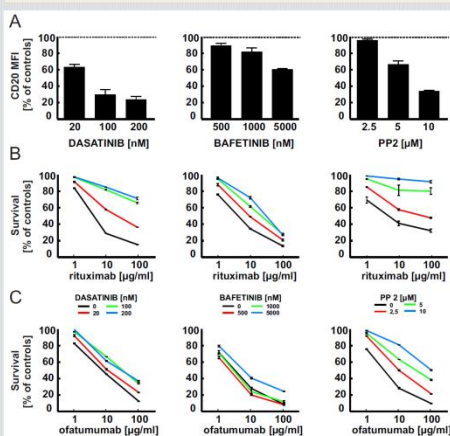 A
CD20 MFI
[% of controls]
100
80
60
40
20
20 100 200
DASATINIB [nM]
100
80
60
40
20
500 1000 5000
BAFETINIB [nM]
100
80
60
40
20
2.5 5 10
PP2 [µM]
B
Survival
[% of controls]
100
80
60
40
20
0
1 10 100
rituximab [µg/ml]
100
80
60
40
20
0
1 10 100
rituximab [µg/ml]
100
80
60
40
20
0
1 10 100
rituximab [µg/ml]
C
DASATINIB [nM]
0 100
20 200
BAFETINIB [nM]
0 1000
500 5000
PP 2 [µM]
0 5
2,5 10
Survival
[% of controls]
100
80
60
40
20
0
1 10 100
ofatumumab [µg/ml]
100
80
60
40
20
0
1 10 100
ofatumumab [µg/ml]
100
80
60
40
20
0
1 10 100
ofatumumab [µg/ml]